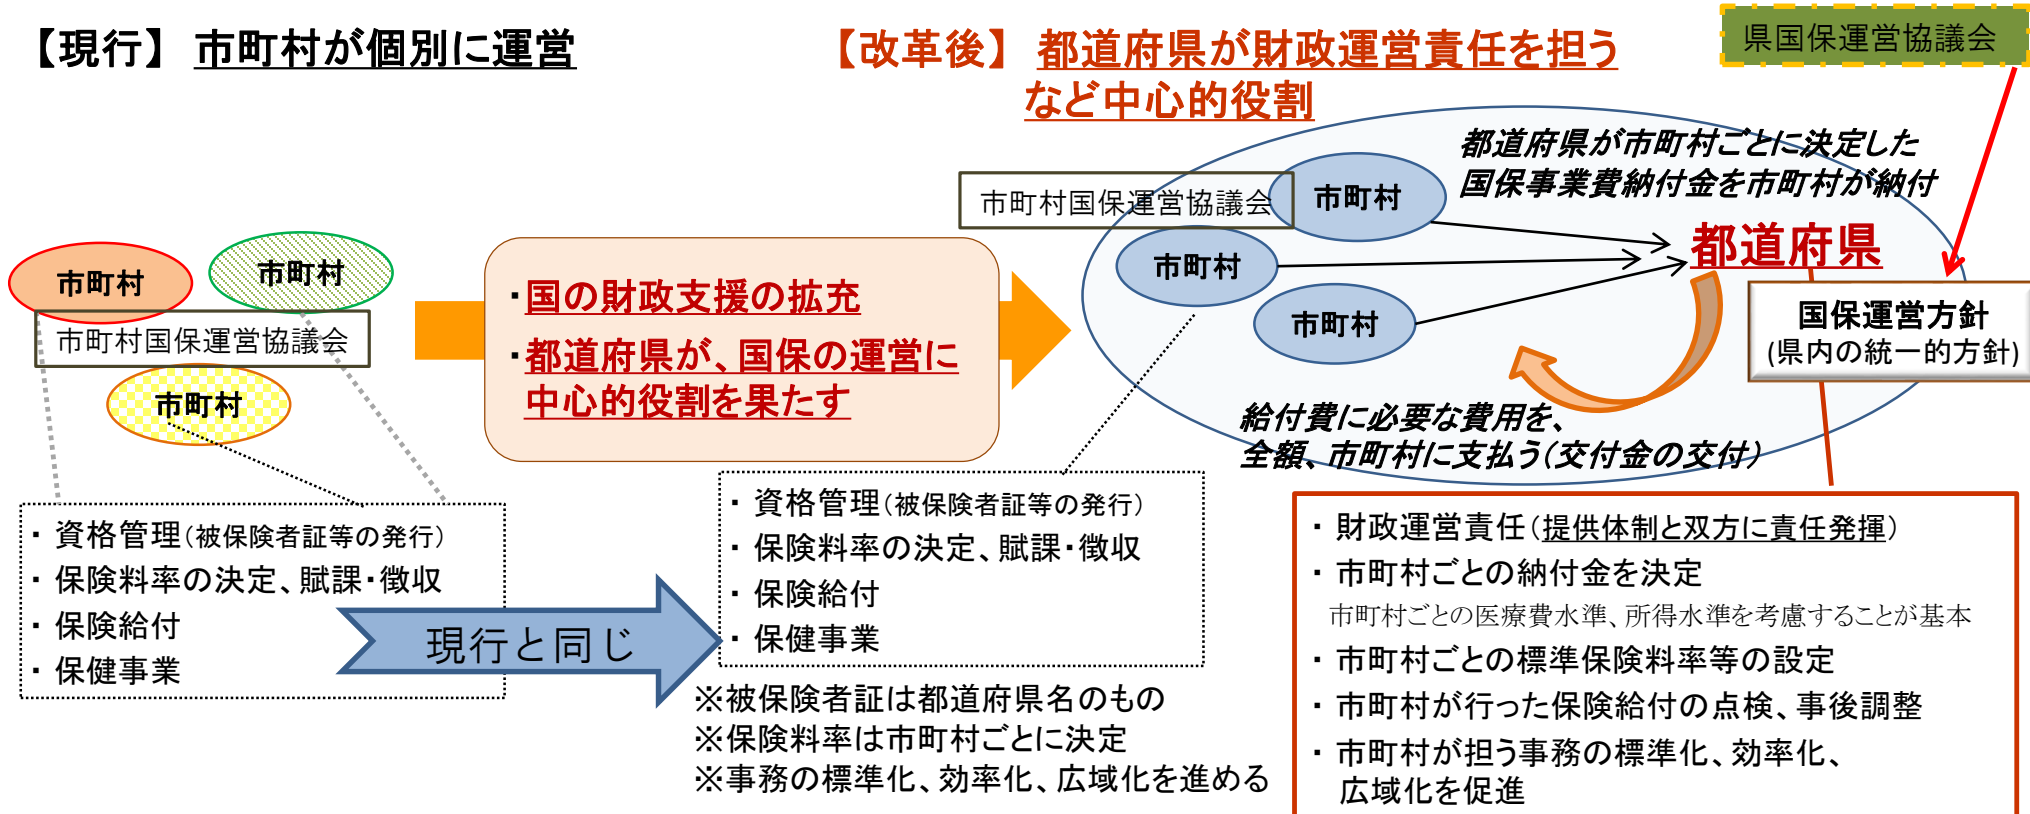 【現行】 市町村が個別に運営
市町村
市町村
市町村国保運営協議会
市町村
・資格管理(被保険者証等の発行)
・保険料率の決定、賦課・徴収
・保険給付
・保健事業
・国の財政支援の拡充
・都道府県が、国保の運営に
中心的役割を果たす
現行と同じ
【改革後】 都道府県が財政運営責任を担う
など中心的役割
県国保運営協議会
都道府県が市町村ごとに決定した
国保事業費納付金を市町村が納付
市町村国保運営協議会
市町村
市町村
市町村
都道府県
国保運営方針
(県内の統一的方針)
給付費に必要な費用を、
全額、市町村に支払う(交付金の交付)
・資格管理(被保険者証等の発行)
・保険料率の決定、賦課・徴収
・保険給付
・保健事業
※被保険者証は都道府県名のもの
※保険料率は市町村ごとに決定
※事務の標準化、効率化、広域化を進める
・財政運営責任(提供体制と双方に責任発揮)
・市町村ごとの納付金を決定
市町村ごとの医療費水準、所得水準を考慮することが基本
・市町村ごとの標準保険料率等の設定
・市町村が行った保険給付の点検、事後調整
・市町村が担う事務の標準化、効率化、
広域化を促進